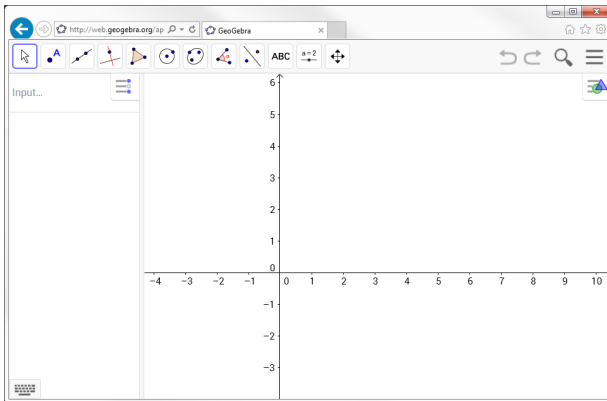 http://web.geogebra.org/ap
GeoGebra
A
α
ABC
a=2
Input...
6
5
4
3
2
1
0
−4 −3 −2 −1 0 1 2 3 4 5 6 7 8 9 10
−1
−2
−3